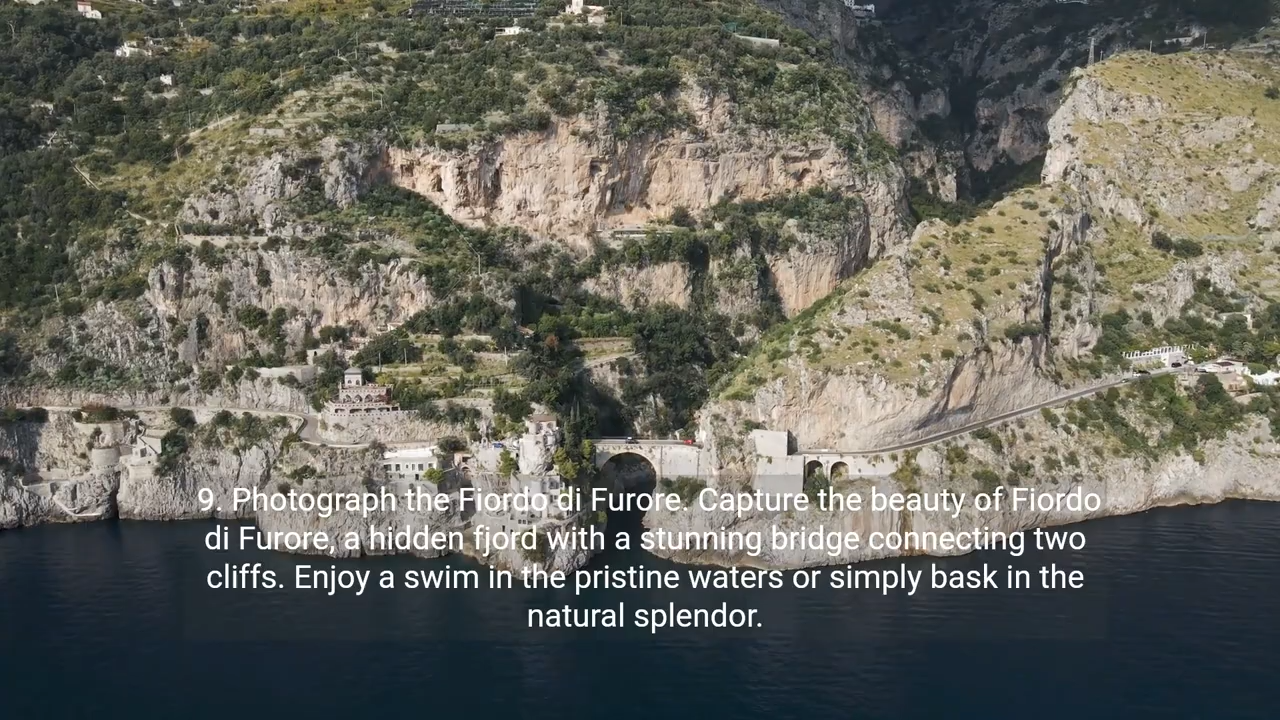 9. Photograph the Fiordo di Furore. Capture the beauty of Fiordo
di Furore, a hidden fjord with a stunning bridge connecting two
cliffs. Enjoy a swim in the pristine waters or simply bask in the
natural splendor.